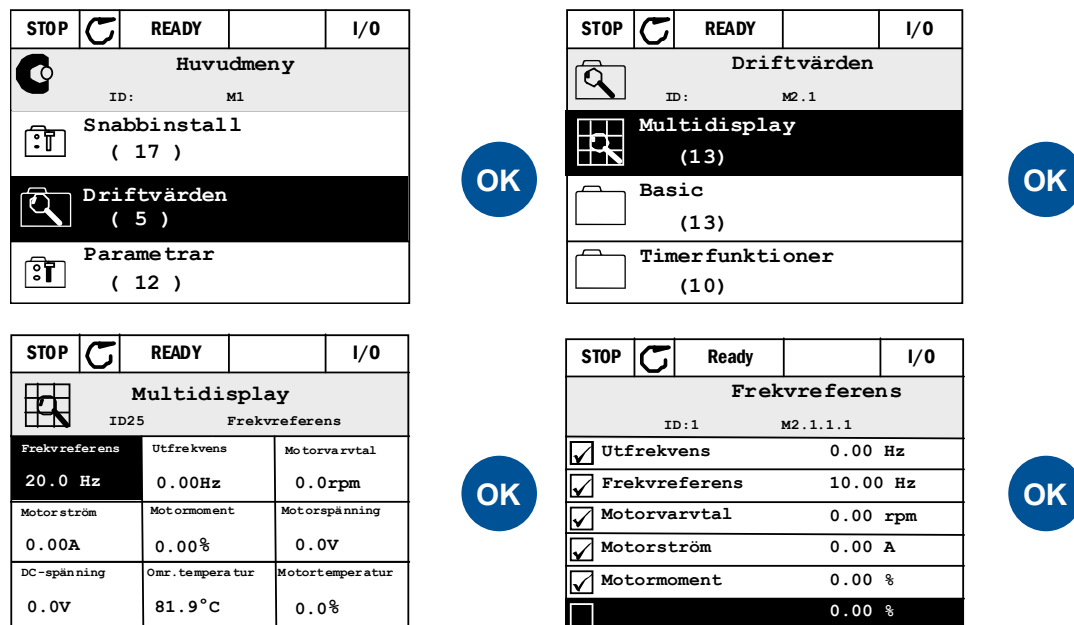 STOP READY I/0
Huvudmeny
ID: M1
Snabbinstall
( 17 )
Driftvärden
( 5 )
Parametrar
( 12 )
OK
STOP READY I/0
Driftvärden
ID: M2.1
Multidisplay
(13)
Basic
(13)
Timerfunktioner
(10)
OK
STOP READY I/0
Multidisplay
ID25 Frekvreferens
Frekvreferens Utfrekvens Motorvarvtal
20.0 Hz 0.00Hz 0.0rpm
Motorström Motormoment Motorspänning
0.00A 0.00% 0.0V
DC-spänning Omr.temperatur Motortemperatur
0.0V 81.9°C 0.0%
OK
STOP Ready I/0
Frekvreferens
ID:1 M2.1.1.1
Utfrekvens 0.00 Hz
Frekvreferens 10.00 Hz
Motorvarvtal 0.00 rpm
Motorström 0.00 A
Motormoment 0.00 %
0.00 %
OK